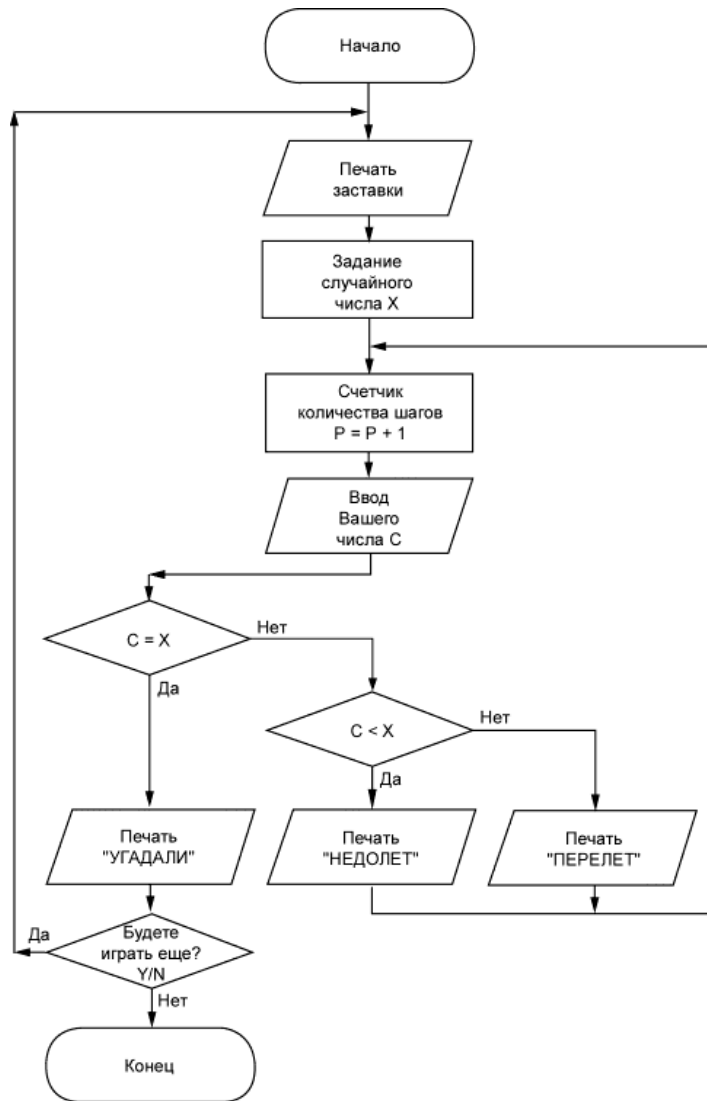 Начало
Печать
заставки
Задание
случайного
числа X
Счетчик
количества шагов
P = P + 1
Ввод
Вашего
числа C
C = X
Нет
Да
C < X
Нет
Да
Печать
"УГАДАЛИ"
Печать
"НЕДОЛЕТ"
Печать
"ПЕРЕЛЕТ"
Будете
играть еще?
Y/N
Да
Нет
Конец